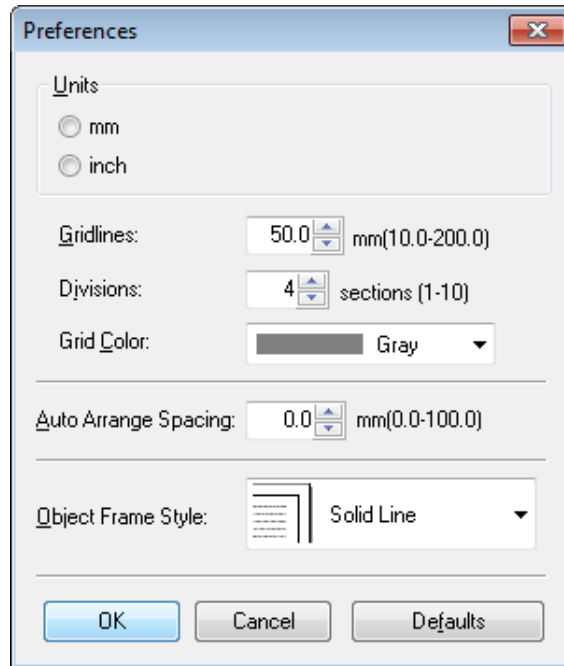 Preferences
Units
mm
inch
Gridlines: 50.0 mm(10.0-200.0)
Divisions: 4 sections (1-10)
Grid Color: Gray
Auto Arrange Spacing: 0.0 mm(0.0-100.0)
Object Frame Style: Solid Line
OK Cancel Defaults